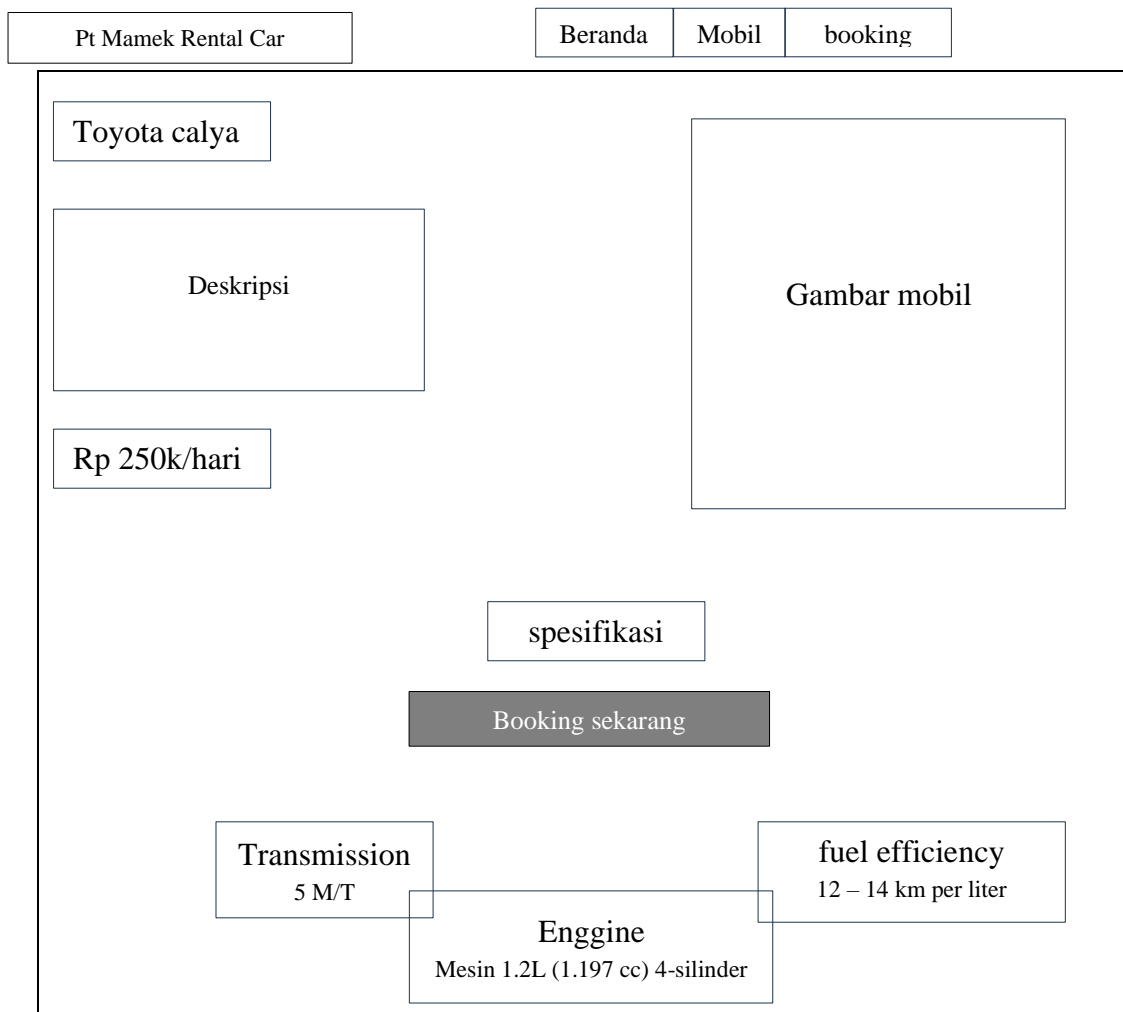 Pt Mamek Rental Car
Beranda
Mobil
booking
Toyota calya
Deskripsi
Gambar mobil
Rp 250k/hari
spesifikasi
Booking sekarang
Transmission
5 M/T
fuel efficiency
12 – 14 km per liter
Enggine
Mesin 1.2L (1.197 cc) 4-silinder